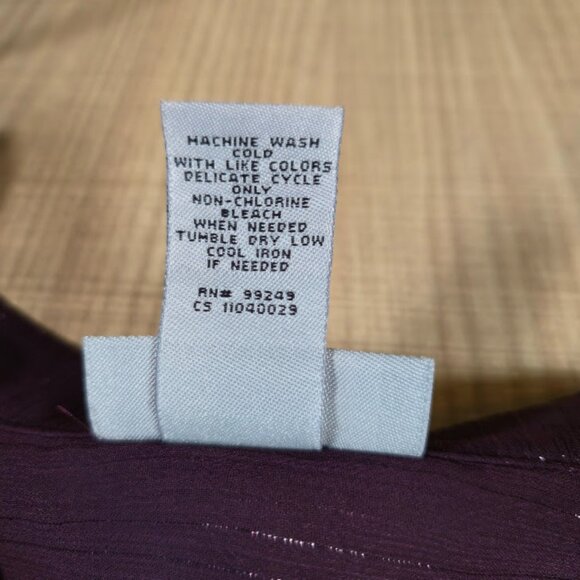 MACHINE WASH
COLD
WITH LIKE COLORS
DELICATE CYCLE
ONLY
NON-CHLORINE
BLEACH
WHEN NEEDED
TUMBLE DRY LOW
COOL IRON
IF NEEDED
RN# 99249
CS 11040029